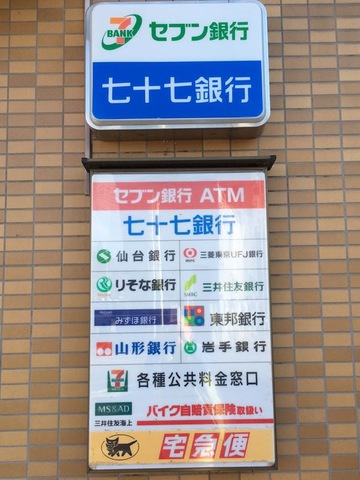 7 BANK セブン銀行
七十七銀行
セブン銀行 ATM
七十七銀行
仙台銀行 MUFG 三菱東京UFJ銀行
りそな銀行 SMBC 三井住友銀行
みずほ銀行 東邦銀行
山形銀行 岩手銀行
各種公共料金窓口
MS&AD バイク自賠責保険取扱い
三井住友海上
宅急便